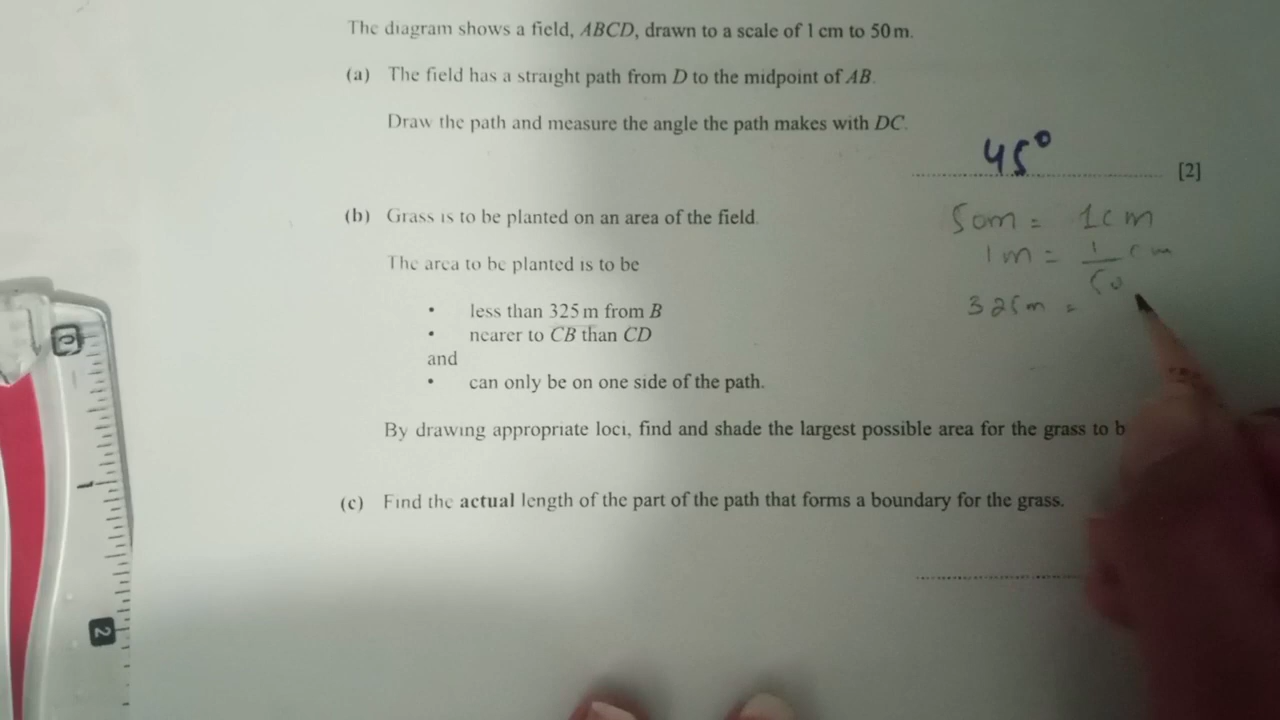 The diagram shows a field, ABCD, drawn to a scale of 1 cm to 50 m.
(a) The field has a straight path from D to the midpoint of AB.
Draw the path and measure the angle the path makes with DC.
45°
[2]
(b) Grass is to be planted on an area of the field.
50m = 1cm
1m = 1/50 cm
The area to be planted is to be
325m =
• less than 325 m from B
• nearer to CB than CD
and
• can only be on one side of the path.
By drawing appropriate loci, find and shade the largest possible area for the grass to b
(c) Find the actual length of the part of the path that forms a boundary for the grass.
0
1
2